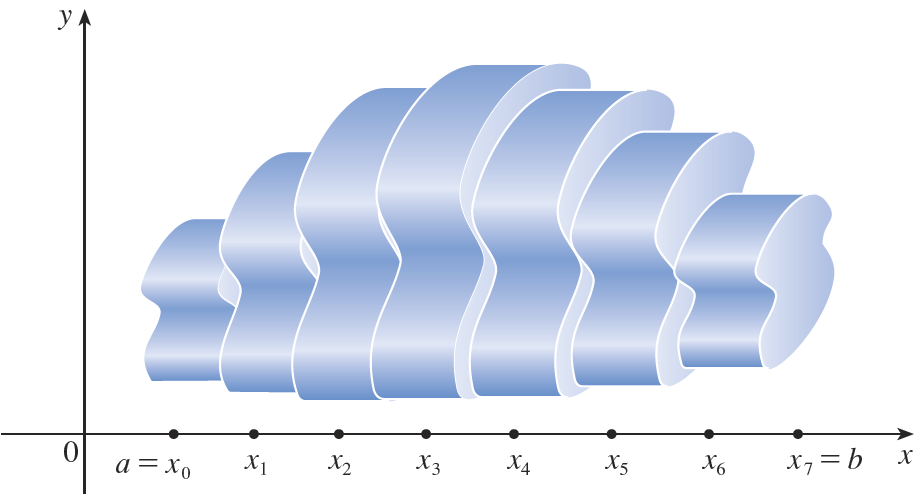 y
0
a = x₀ x₁ x₂ x₃ x₄ x₅ x₆ x₇ = b x